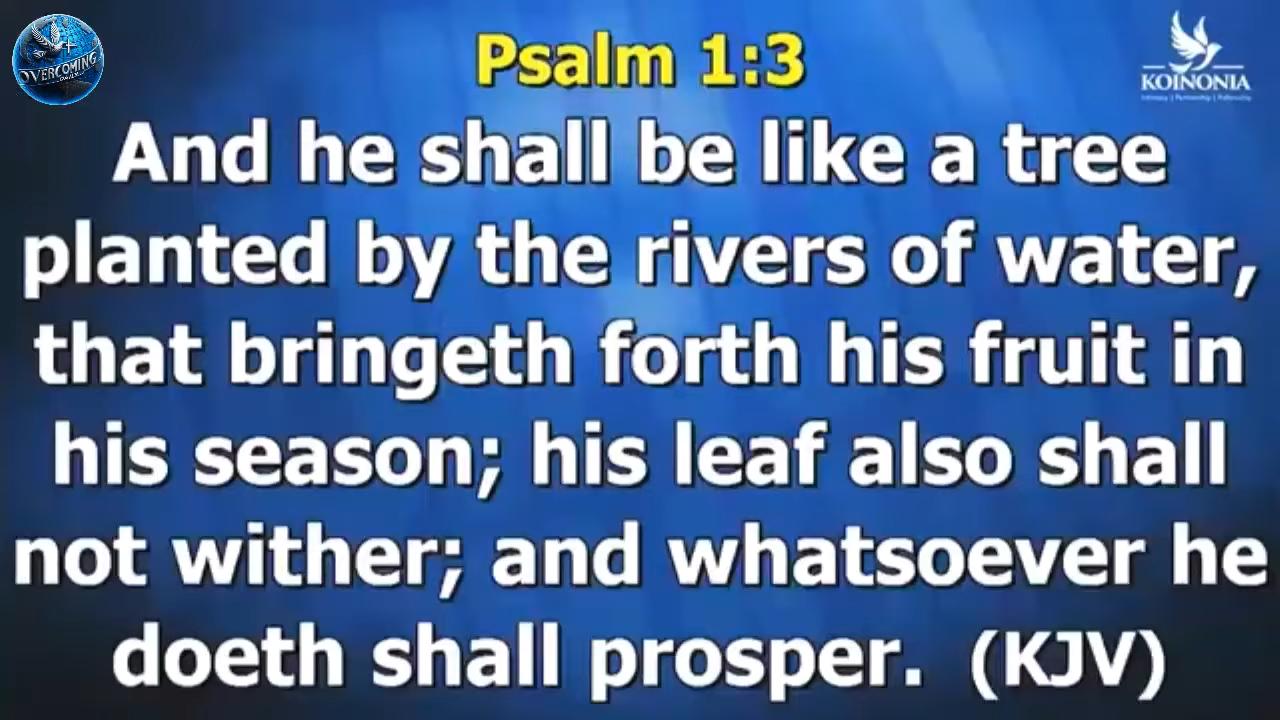 Psalm 1:3
OVERCOMING
KOINONIA
And he shall be like a tree
planted by the rivers of water,
that bringeth forth his fruit in
his season; his leaf also shall
not wither; and whatsoever he
doeth shall prosper. (KJV)